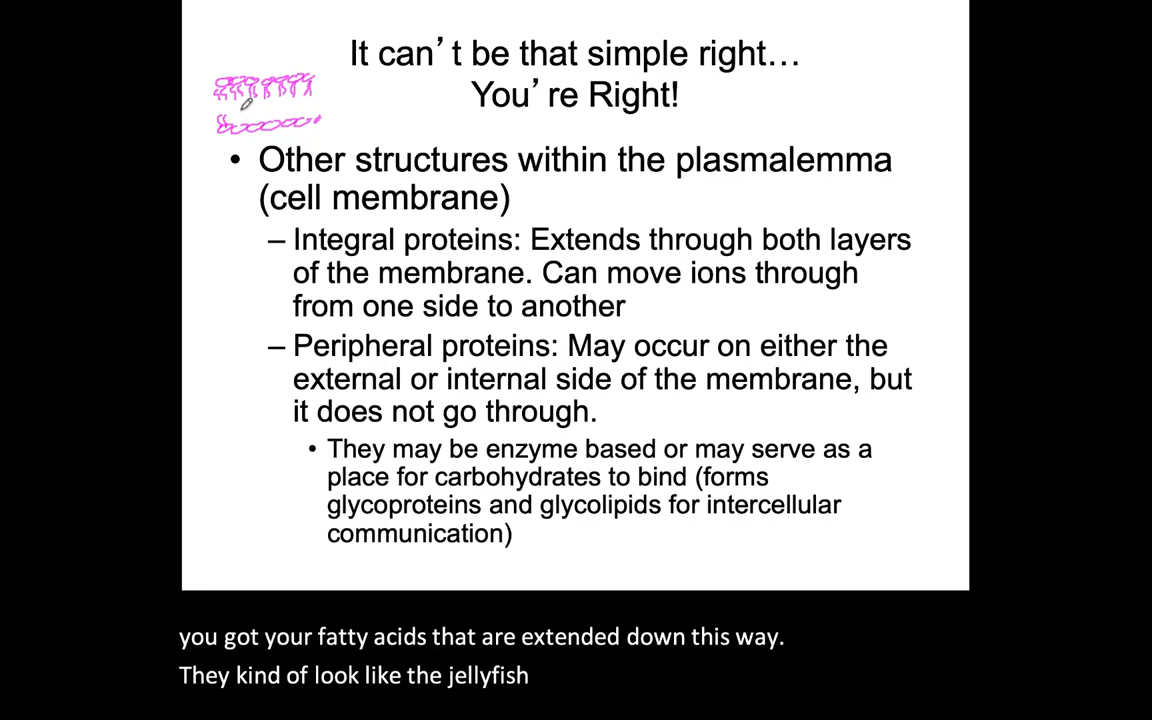 It can't be that simple right…
You're Right!
• Other structures within the plasmalemma
(cell membrane)
– Integral proteins: Extends through both layers
of the membrane. Can move ions through
from one side to another
– Peripheral proteins: May occur on either the
external or internal side of the membrane, but
it does not go through.
• They may be enzyme based or may serve as a
place for carbohydrates to bind (forms
glycoproteins and glycolipids for intercellular
communication)
you got your fatty acids that are extended down this way.
They kind of look like the jellyfish